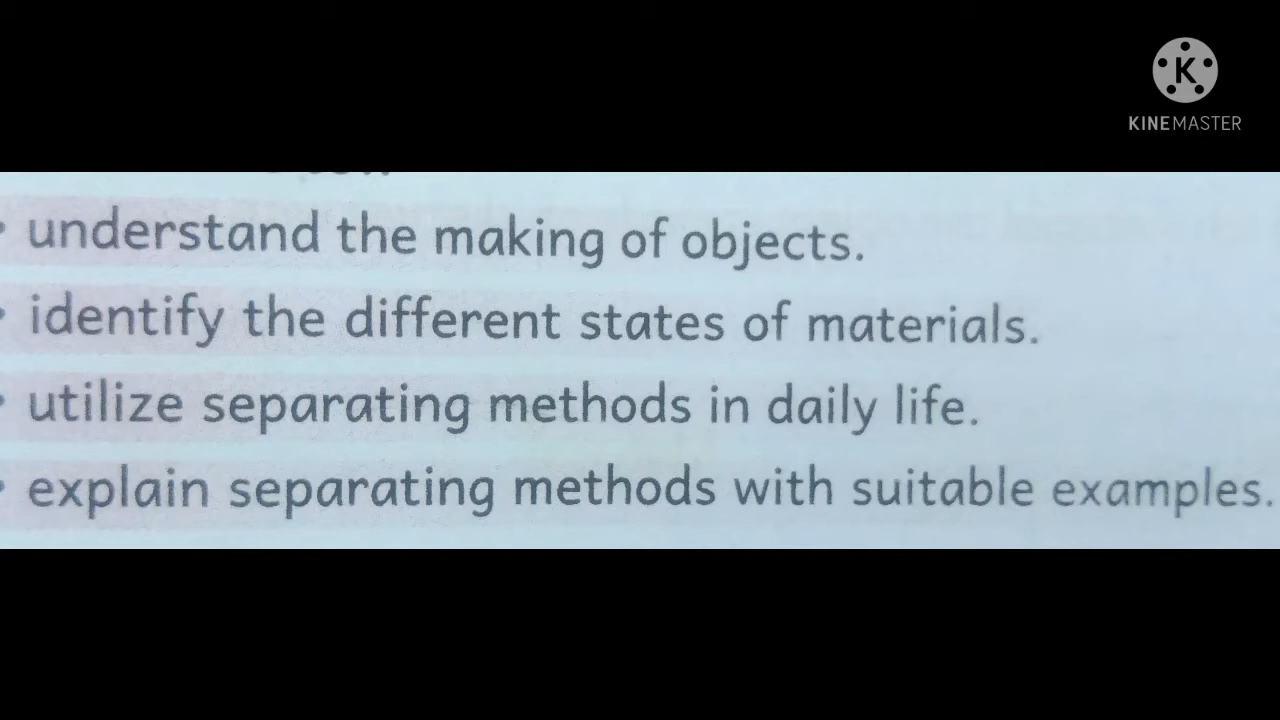 K
KINEMASTER
• understand the making of objects.
• identify the different states of materials.
• utilize separating methods in daily life.
• explain separating methods with suitable examples.